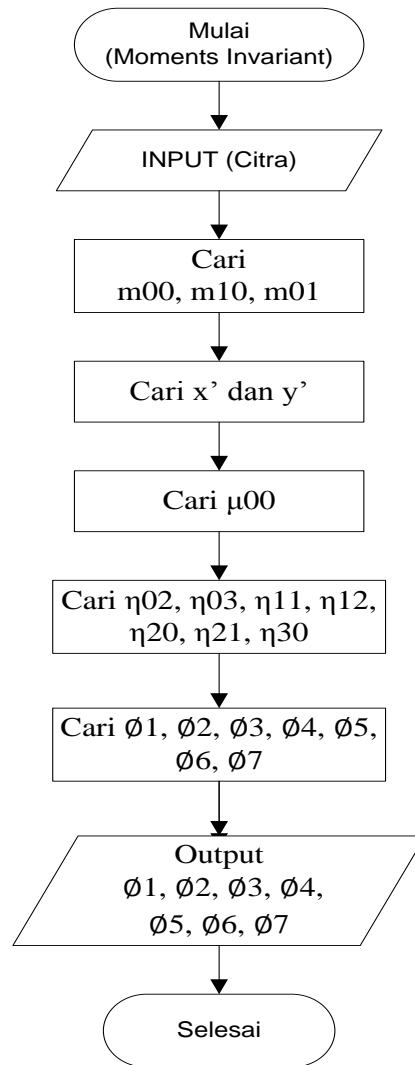 Mulai
(Moments Invariant)
INPUT (Citra)
Cari
m00, m10, m01
Cari x’ dan y’
Cari μ00
Cari η02, η03, η11, η12,
η20, η21, η30
Cari Ø1, Ø2, Ø3, Ø4, Ø5,
Ø6, Ø7
Output
Ø1, Ø2, Ø3, Ø4,
Ø5, Ø6, Ø7
Selesai